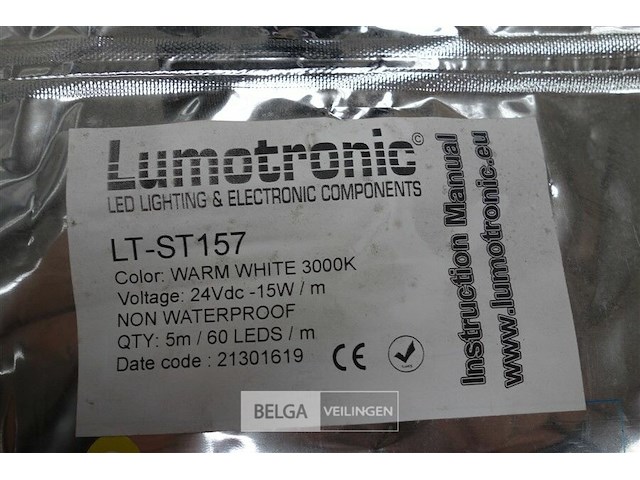 Lumotronic©
LED LIGHTING & ELECTRONIC COMPONENTS
LT-ST157
Color: WARM WHITE 3000K
Voltage: 24Vdc -15W / m
NON WATERPROOF
QTY: 5m / 60 LEDS / m
Date code : 21301619
CE
Instruction Manual
www.lumotronic.eu
BELGA VEILINGEN